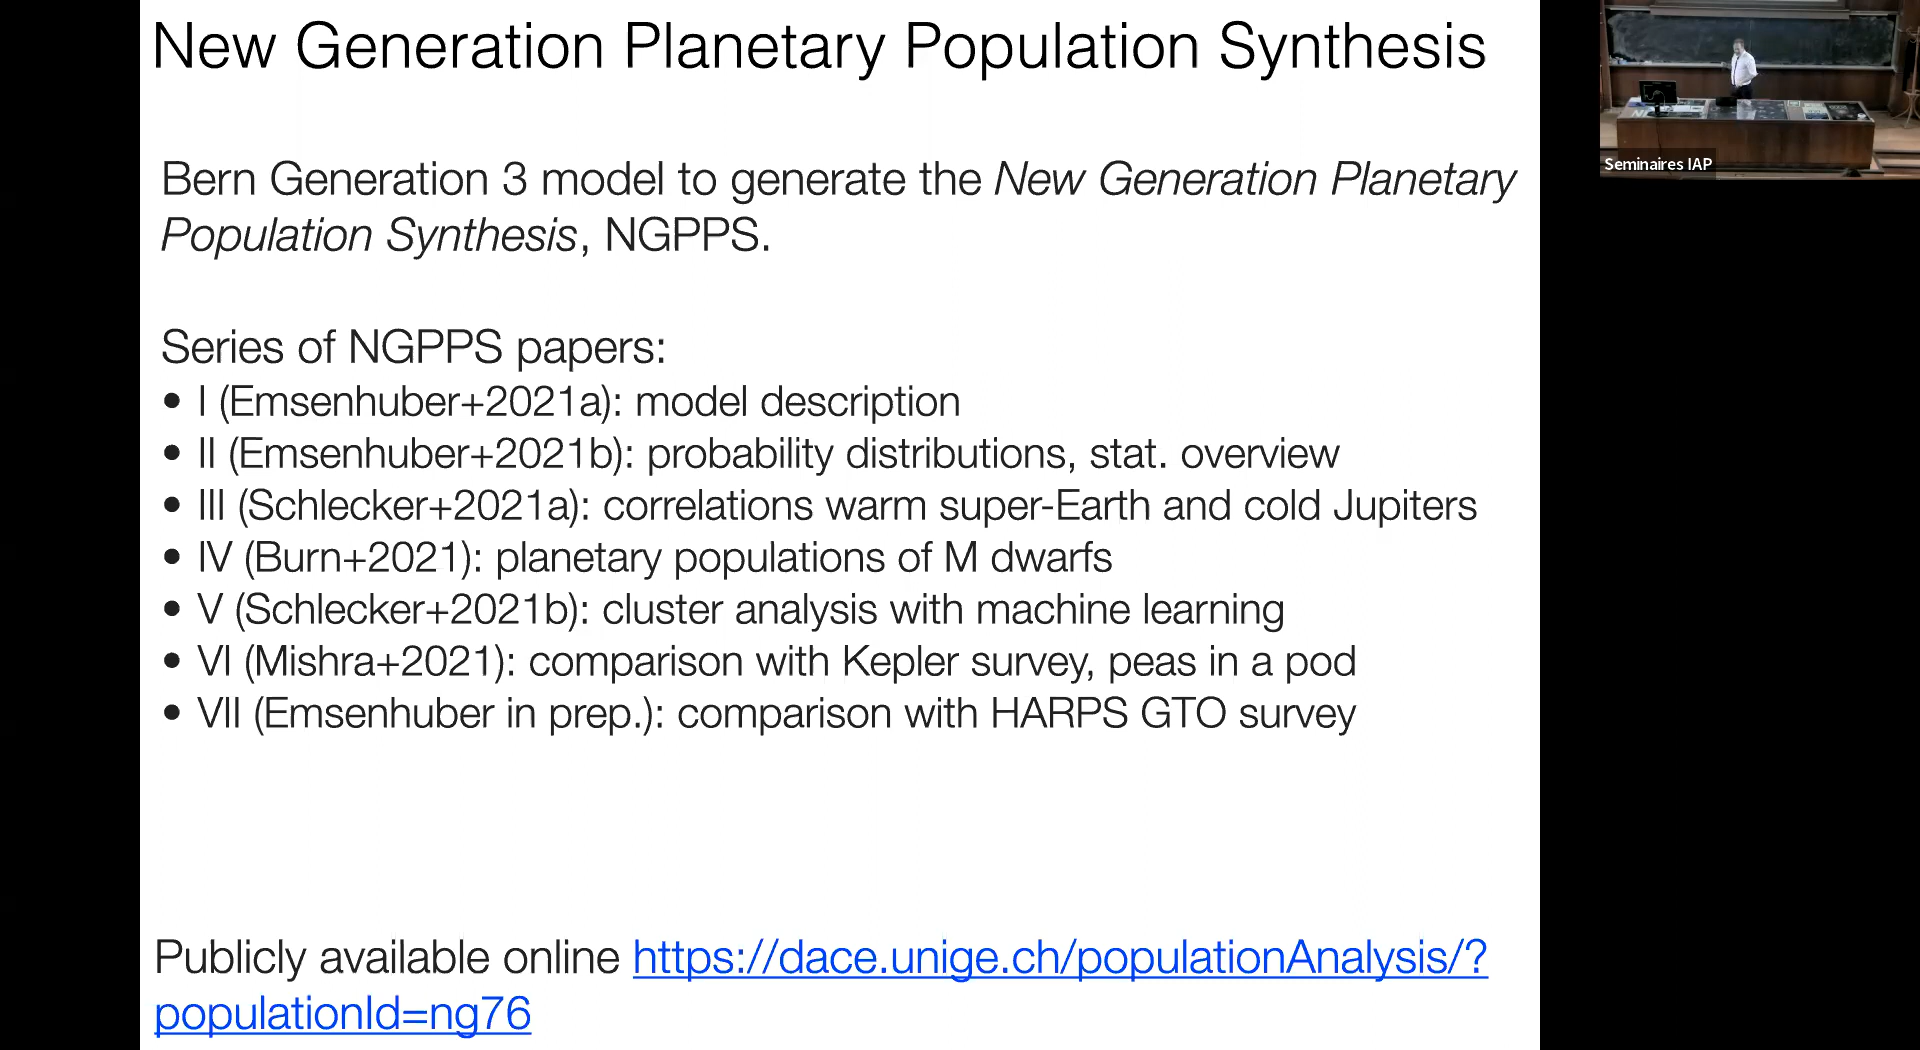 New Generation Planetary Population Synthesis
Bern Generation 3 model to generate the New Generation Planetary
Population Synthesis, NGPPS.
Series of NGPPS papers:
• I (Emsenhuber+2021a): model description
• II (Emsenhuber+2021b): probability distributions, stat. overview
• III (Schlecker+2021a): correlations warm super-Earth and cold Jupiters
• IV (Burn+2021): planetary populations of M dwarfs
• V (Schlecker+2021b): cluster analysis with machine learning
• VI (Mishra+2021): comparison with Kepler survey, peas in a pod
• VII (Emsenhuber in prep.): comparison with HARPS GTO survey
Publicly available online https://dace.unige.ch/populationAnalysis/?
populationId=ng76
Seminaires IAP